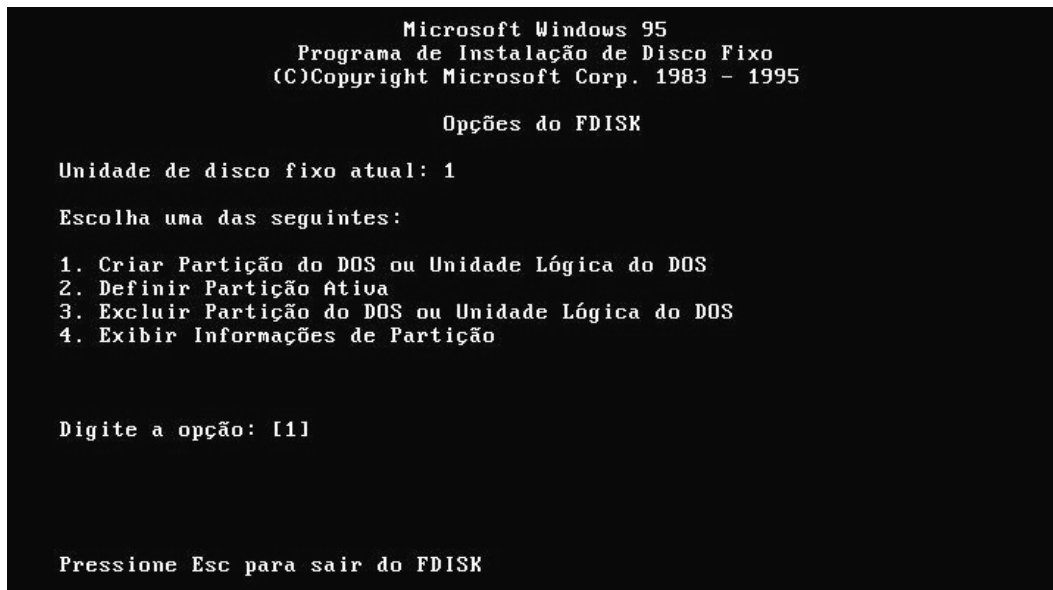 Microsoft Windows 95
Programa de Instalação de Disco Fixo
(C)Copyright Microsoft Corp. 1983 - 1995
Opções do FDISK
Unidade de disco fixo atual: 1
Escolha uma das seguintes:
1. Criar Partição do DOS ou Unidade Lógica do DOS
2. Definir Partição Ativa
3. Excluir Partição do DOS ou Unidade Lógica do DOS
4. Exibir Informações de Partição
Digite a opção: [1]
Pressione Esc para sair do FDISK